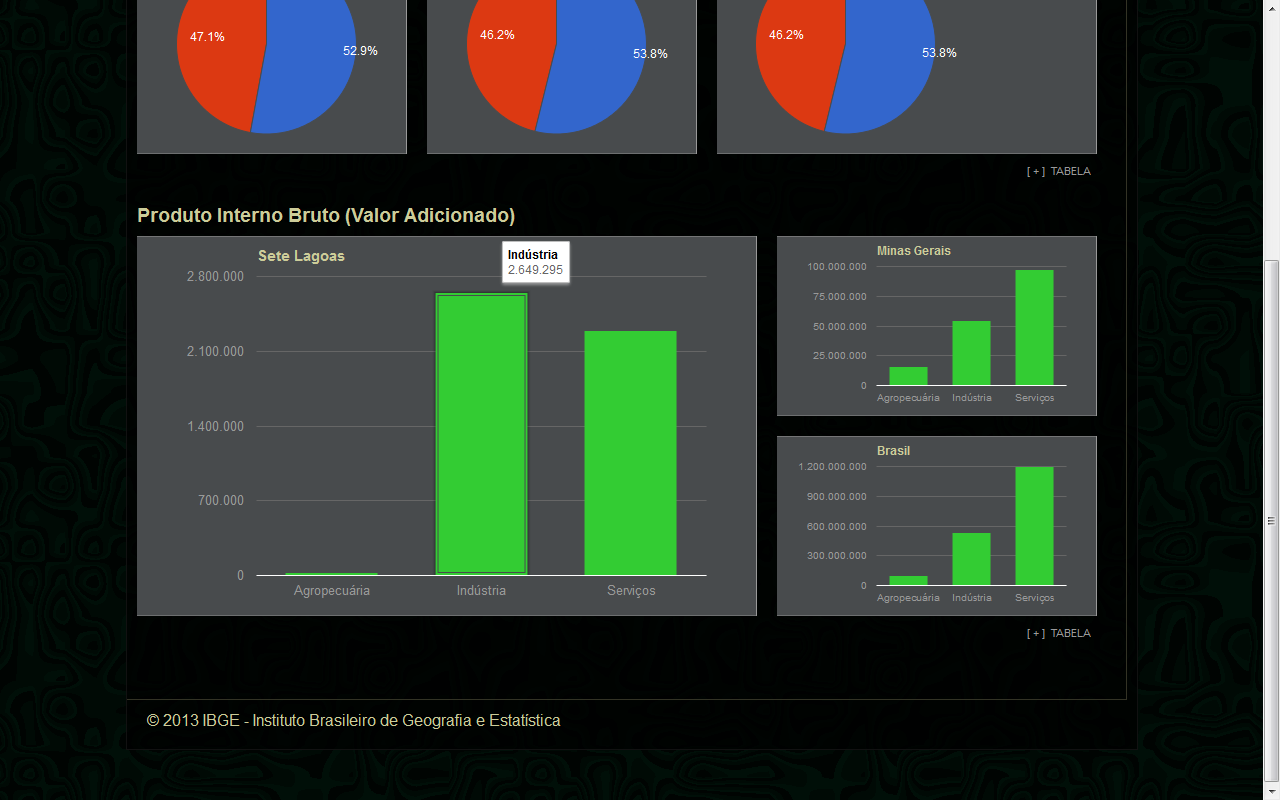 47.1%
52.9%
46.2%
53.8%
46.2%
53.8%
[ + ] TABELA
Produto Interno Bruto (Valor Adicionado)
Sete Lagoas
Indústria
2.649.295
2.800.000
2.100.000
1.400.000
700.000
0
Agropecuária
Indústria
Serviços
Minas Gerais
100.000.000
75.000.000
50.000.000
25.000.000
0
Agropecuária
Indústria
Serviços
Brasil
1.200.000.000
900.000.000
600.000.000
300.000.000
0
Agropecuária
Indústria
Serviços
[ + ] TABELA
© 2013 IBGE - Instituto Brasileiro de Geografia e Estatística